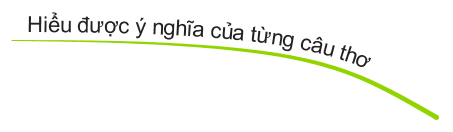 Hiểu được ý nghĩa của từng câu thơ